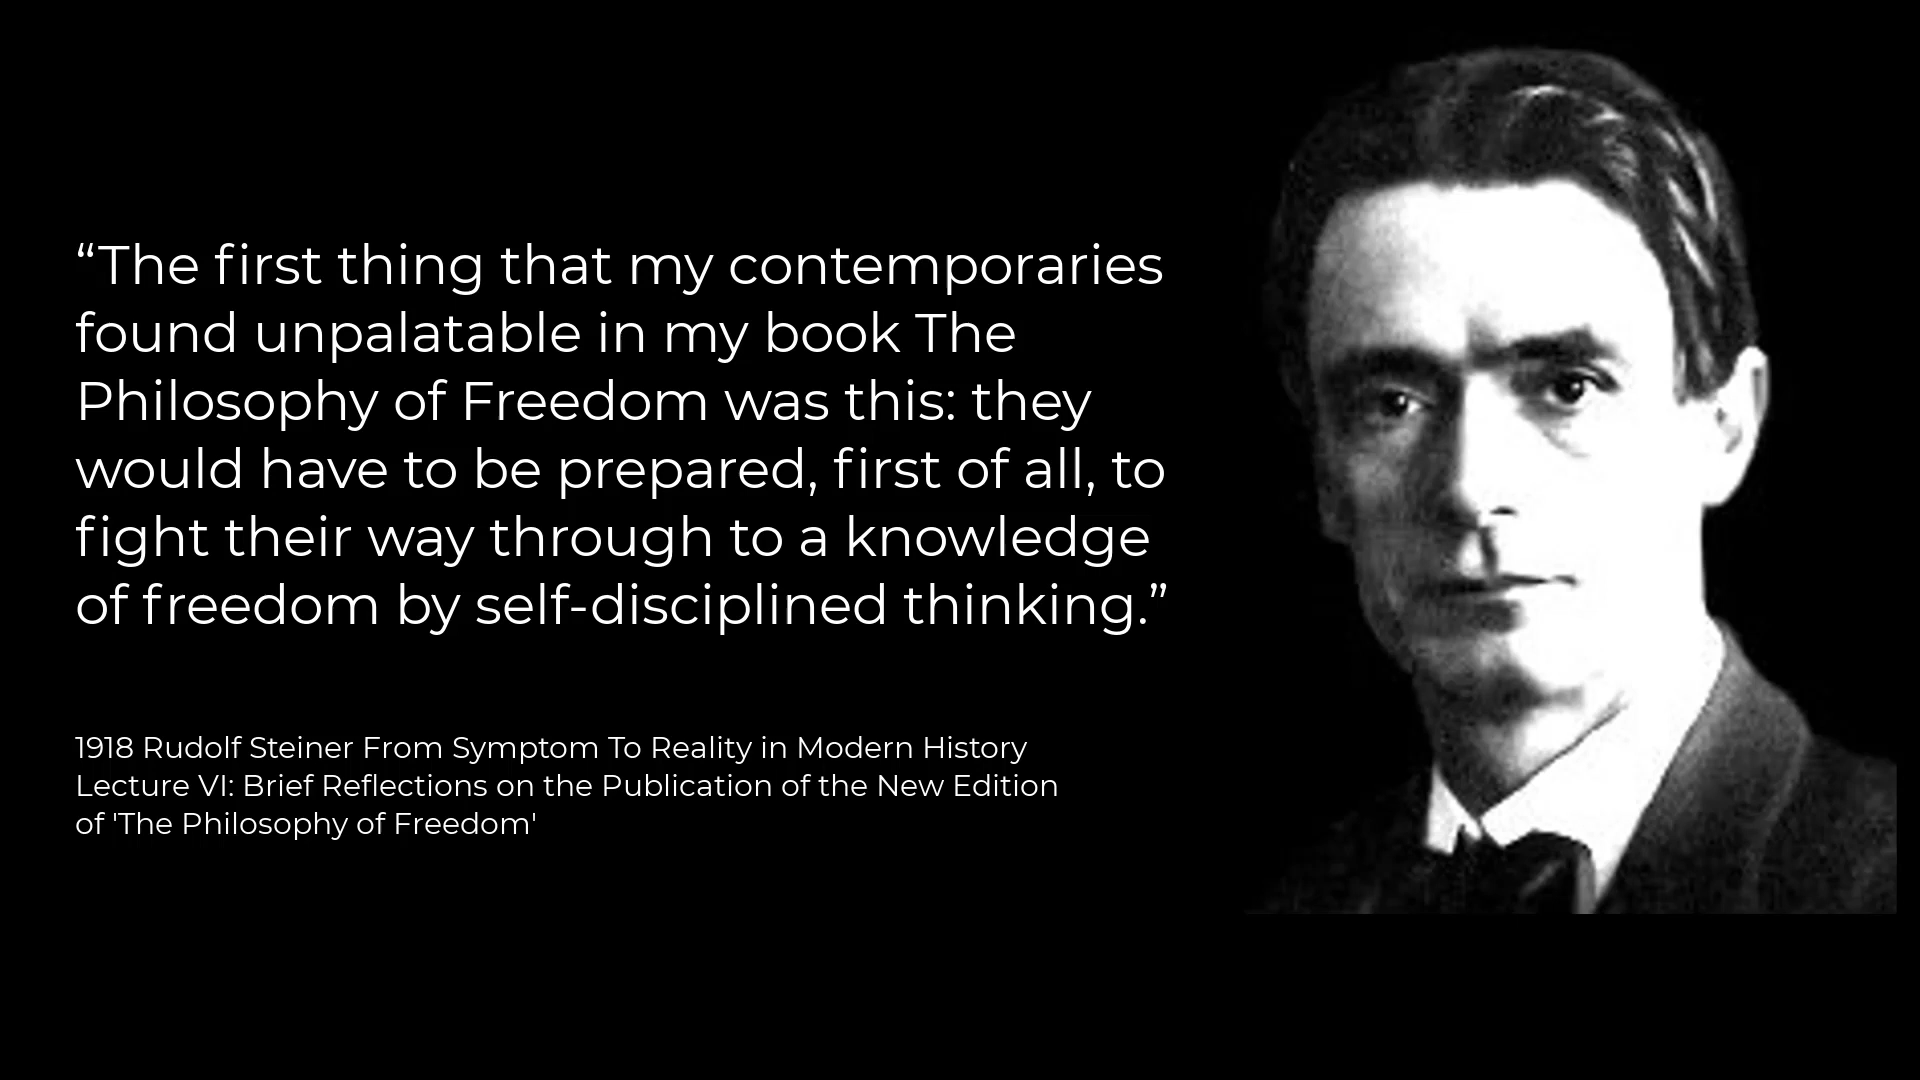 “The first thing that my contemporaries
found unpalatable in my book The
Philosophy of Freedom was this: they
would have to be prepared, first of all, to
fight their way through to a knowledge
of freedom by self-disciplined thinking.”
1918 Rudolf Steiner From Symptom To Reality in Modern History
Lecture VI: Brief Reflections on the Publication of the New Edition
of 'The Philosophy of Freedom'